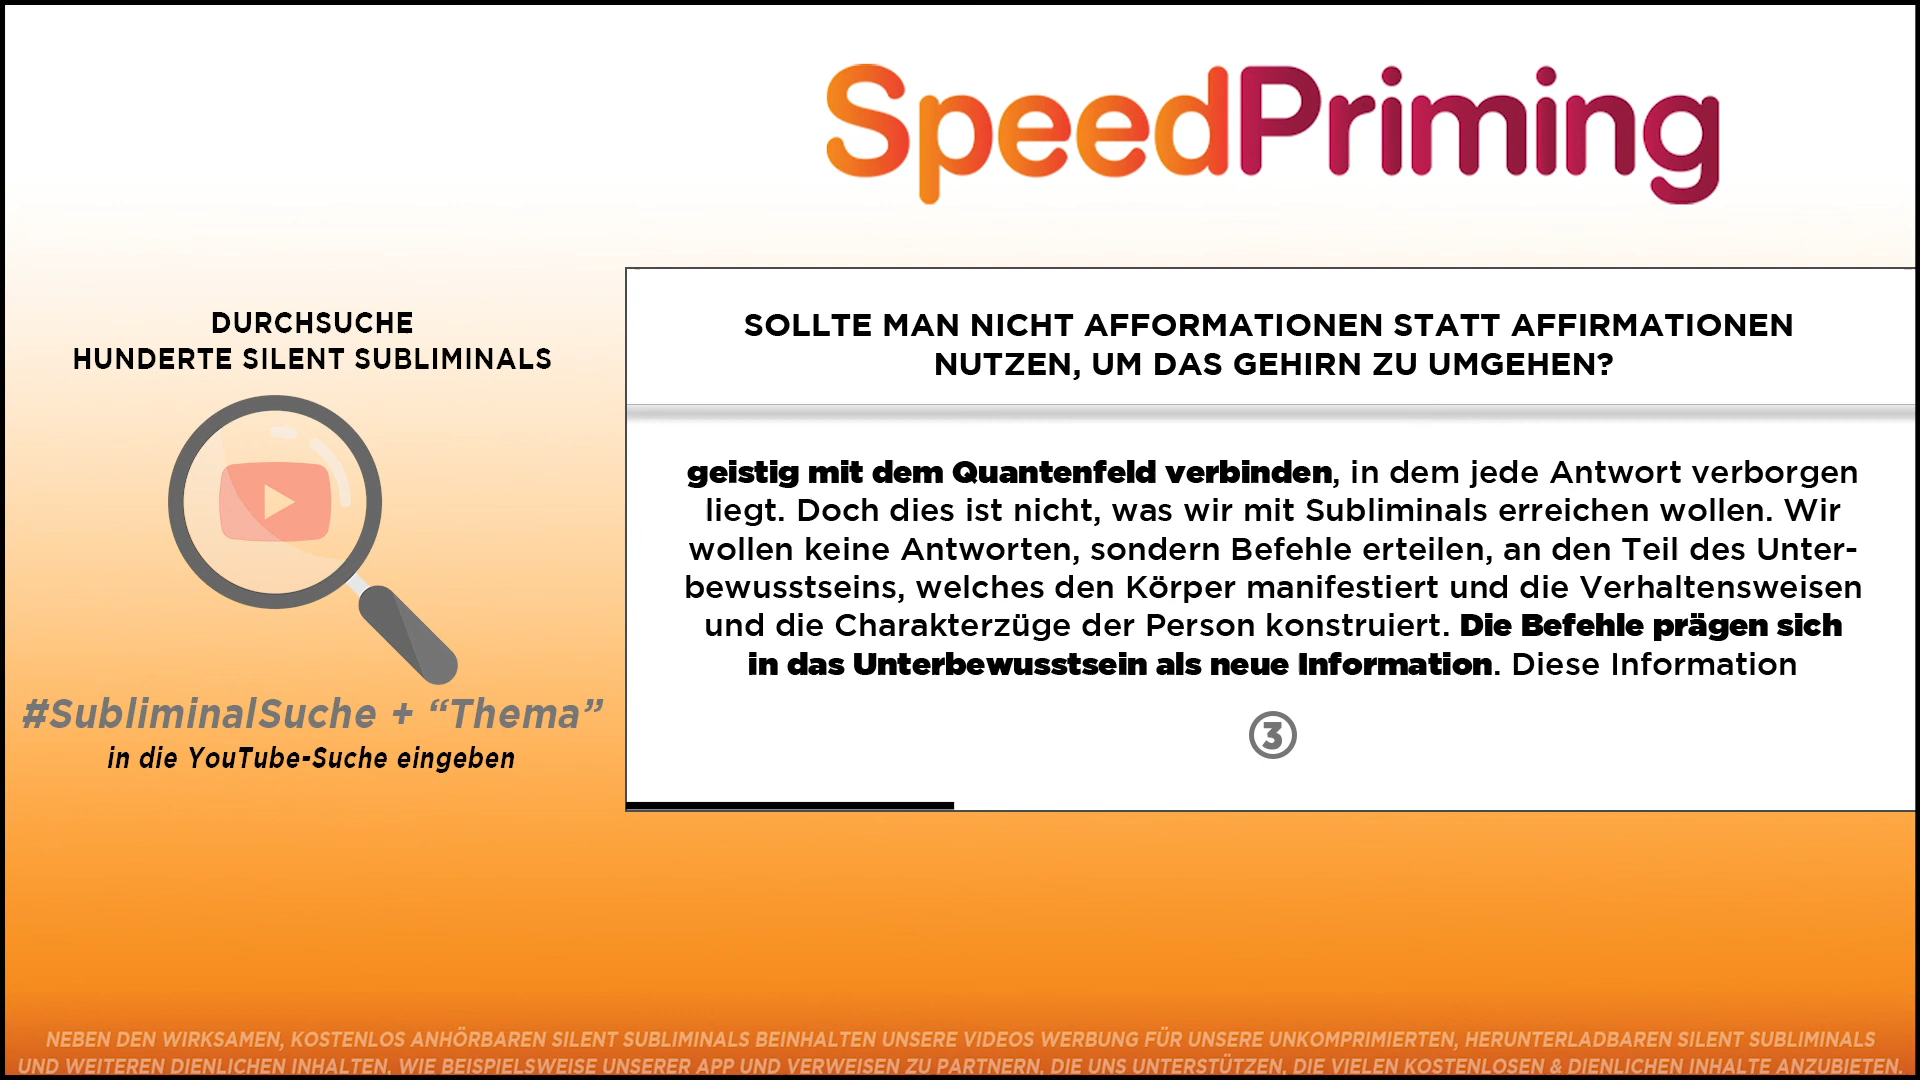 SpeedPriming
DURCHSUCHE
HUNDERTE SILENT SUBLIMINALS
#SubliminalSuche + “Thema”
in die YouTube-Suche eingeben
SOLLTE MAN NICHT AFFORMATIONEN STATT AFFIRMATIONEN
NUTZEN, UM DAS GEHIRN ZU UMGEHEN?
geistig mit dem Quantenfeld verbinden, in dem jede Antwort verborgen
liegt. Doch dies ist nicht, was wir mit Subliminals erreichen wollen. Wir
wollen keine Antworten, sondern Befehle erteilen, an den Teil des Unter-
bewusstseins, welches den Körper manifestiert und die Verhaltensweisen
und die Charakterzüge der Person konstruiert. Die Befehle prägen sich
in das Unterbewusstsein als neue Information. Diese Information
3
NEBEN DEN WIRKSAMEN, KOSTENLOS ANHÖRBAREN SILENT SUBLIMINALS BEINHALTEN UNSERE VIDEOS WERBUNG FÜR UNSERE UNKOMPRIMIERTEN, HERUNTERLADBAREN SILENT SUBLIMINALS
UND WEITEREN DIENLICHEN INHALTEN, WIE BEISPIELSWEISE UNSERER APP UND VERWEISEN ZU PARTNERN, DIE UNS UNTERSTÜTZEN, DIE VIELEN KOSTENLOSEN & DIENLICHEN INHALTE ANZUBIETEN.